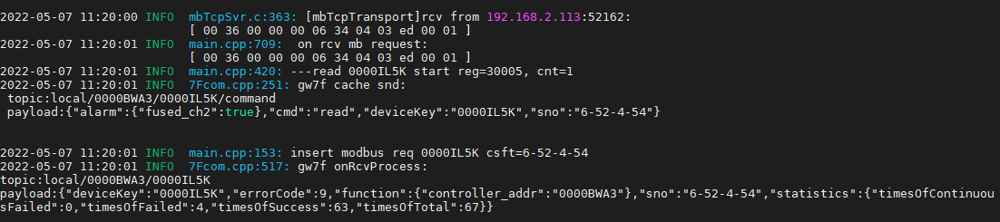 2022-05-07 11:20:00 INFO  mbTcpSvr.c:363: [mbTcpTransport]rcv from 192.168.2.113:52162:
[ 00 36 00 00 00 06 34 04 03 ed 00 01 ]
2022-05-07 11:20:01 INFO  main.cpp:709:  on rcv mb request:
[ 00 36 00 00 00 06 34 04 03 ed 00 01 ]
2022-05-07 11:20:01 INFO  main.cpp:420: ---read 0000IL5K start reg=30005, cnt=1
2022-05-07 11:20:01 INFO  7Fcom.cpp:251: gw7f cache snd:
topic:local/0000BWA3/0000IL5K/command
payload:{"alarm":{"fused_ch2":true},"cmd":"read","deviceKey":"0000IL5K","sno":"6-52-4-54"}
2022-05-07 11:20:01 INFO  main.cpp:153: insert modbus req 0000IL5K csft=6-52-4-54
2022-05-07 11:20:01 INFO  7Fcom.cpp:517: gw7f onRcvProcess:
topic:local/0000BWA3/0000IL5K
payload:{"deviceKey":"0000IL5K","errorCode":9,"function":{"controller_addr":"0000BWA3"},"sno":"6-52-4-54","statistics":{"timesOfContinuou
sFailed":0,"timesOfFailed":4,"timesOfSuccess":63,"timesOfTotal":67}}